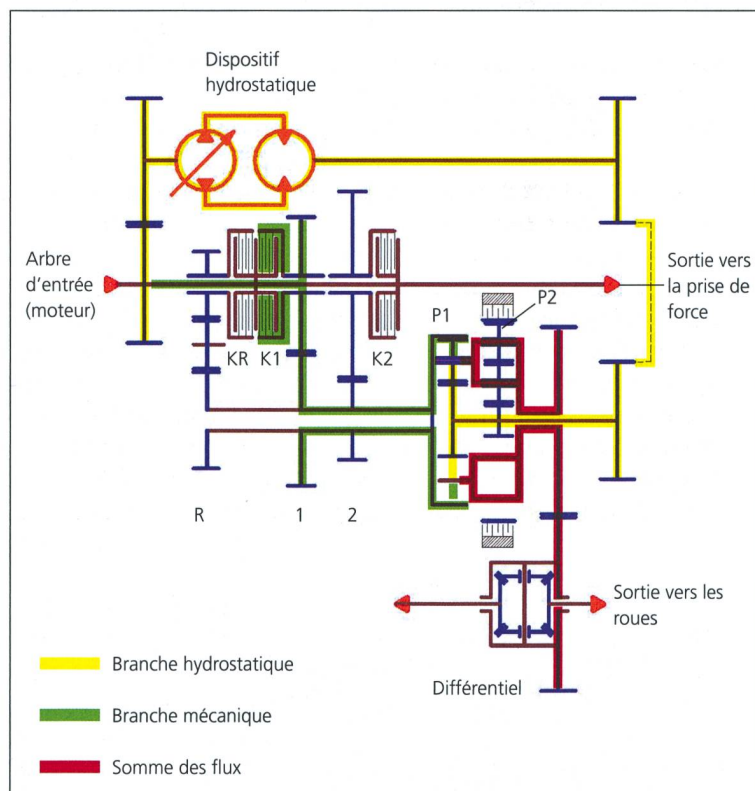 Dispositif
hydrostatique
Arbre
d'entrée
(moteur)
Sortie vers
la prise de
force
P1
P2
KR
K1
K2
R
1
2
Sortie vers les
roues
Différentiel
Branche hydrostatique
Branche mécanique
Somme des flux